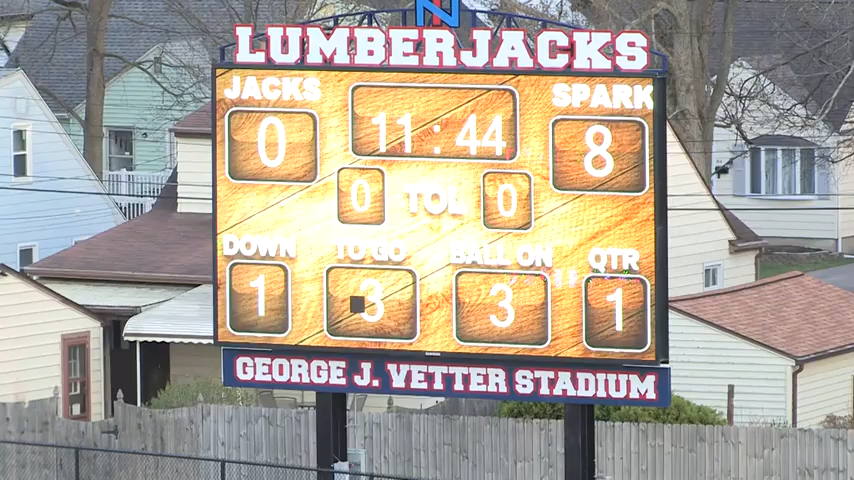 N
LUMBERJACKS
JACKS
SPARK
0
11 : 44
8
0 TOL 0
DOWN TO GO BALL ON QTR
1 3 3 1
GEORGE J. VETTER STADIUM